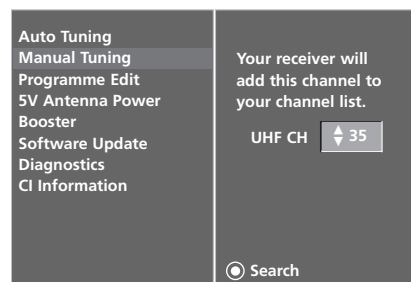 Auto Tuning
Manual Tuning
Programme Edit
5V Antenna Power
Booster
Software Update
Diagnostics
CI Information
Your receiver will
add this channel to
your channel list.
UHF CH 35
Search